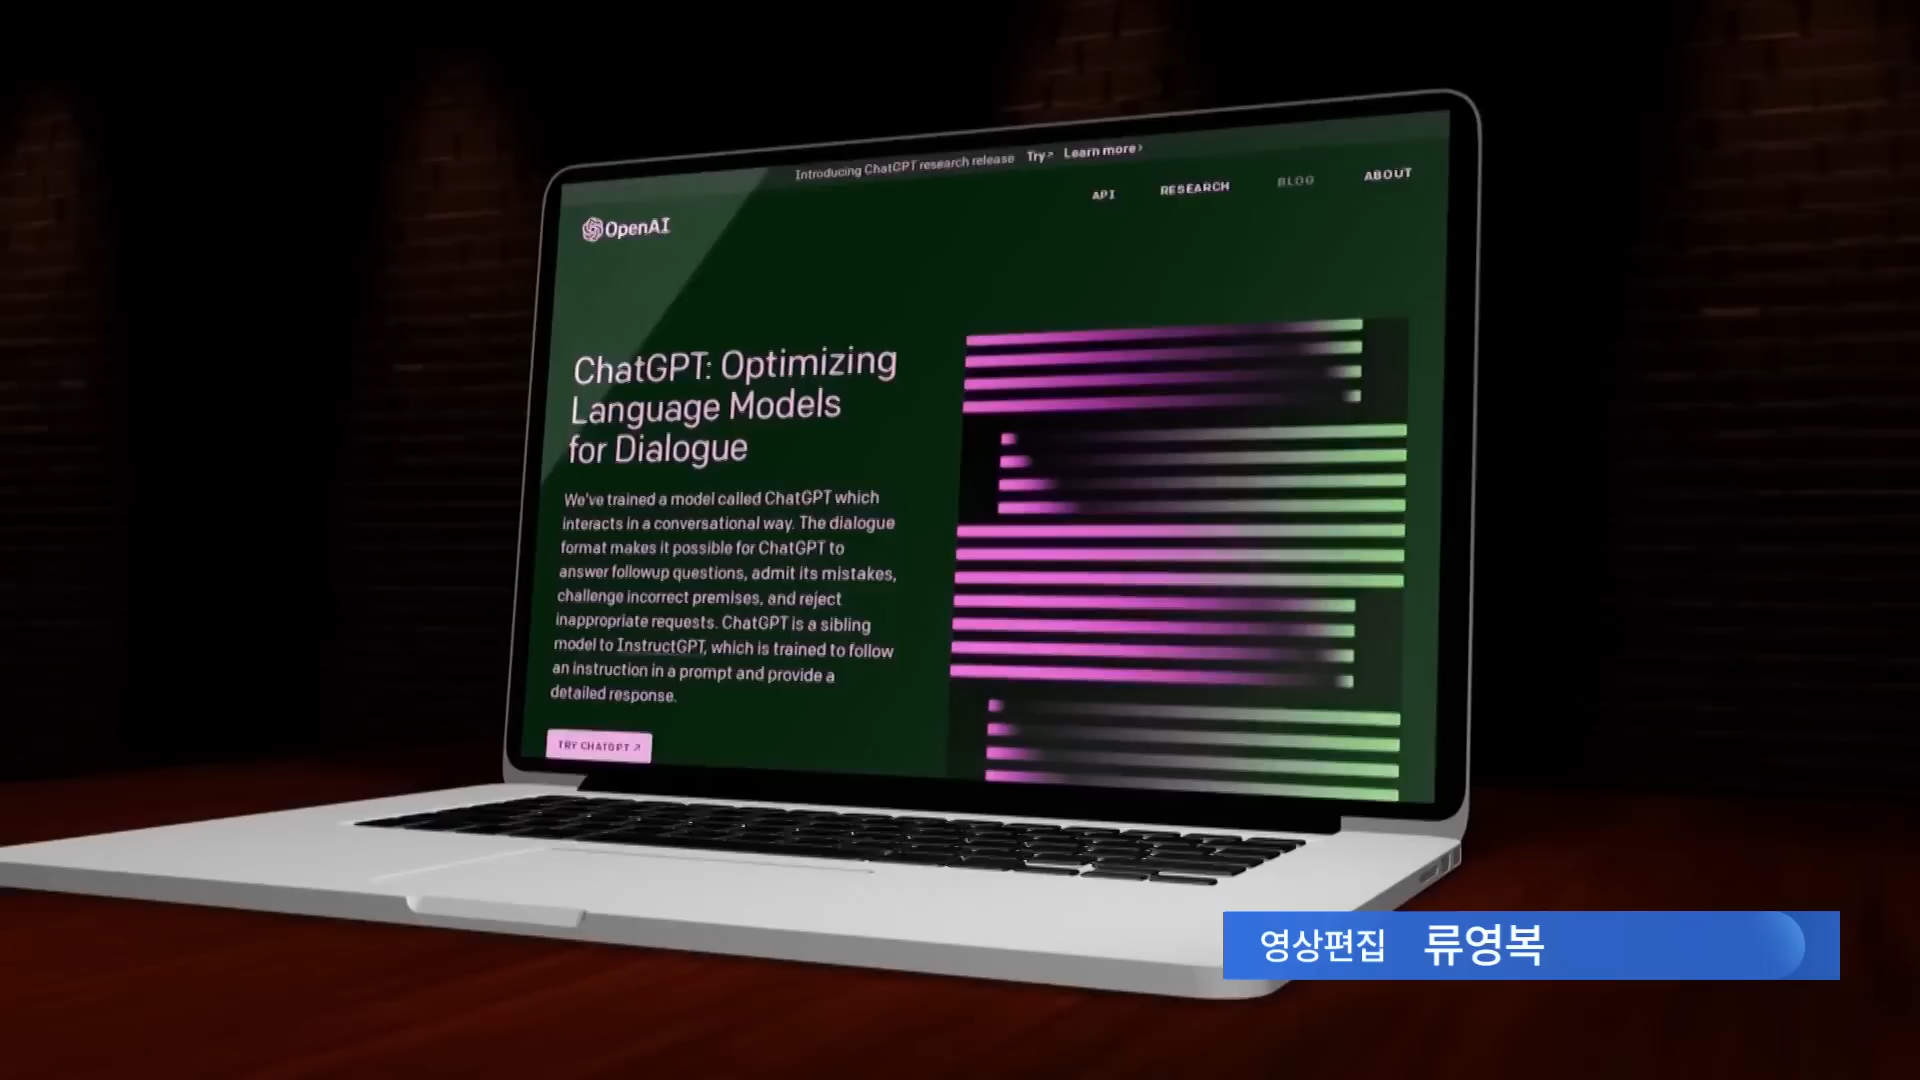 Introducing ChatGPT research release Try↗ Learn more›
API RESEARCH BLOG ABOUT
OpenAI
ChatGPT: Optimizing
Language Models
for Dialogue
We've trained a model called ChatGPT which
interacts in a conversational way. The dialogue
format makes it possible for ChatGPT to
answer followup questions, admit its mistakes,
challenge incorrect premises, and reject
inappropriate requests. ChatGPT is a sibling
model to InstructGPT, which is trained to follow
an instruction in a prompt and provide a
detailed response.
TRY CHATGPT ↗
영상편집 류영복